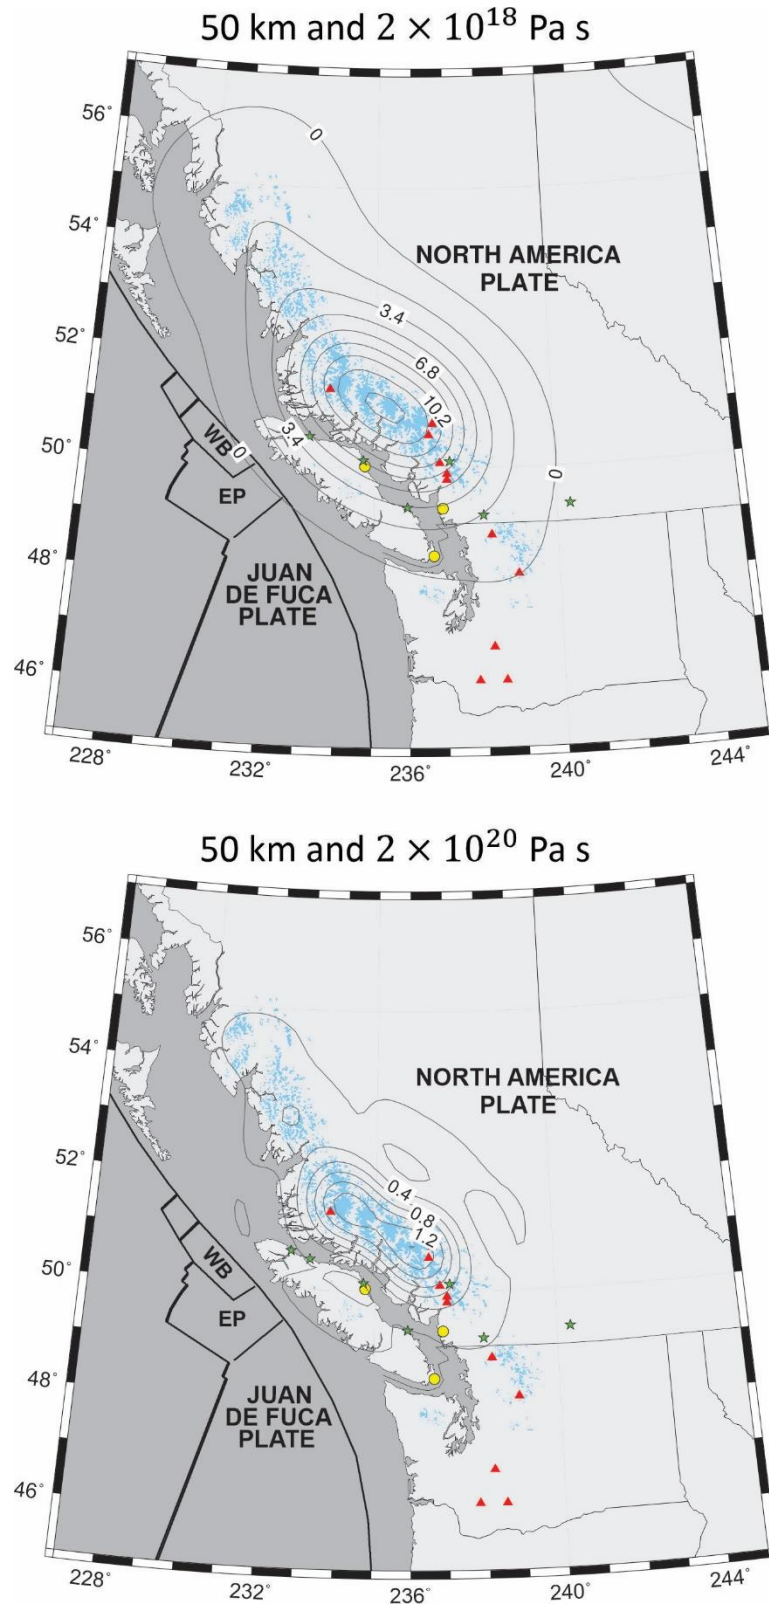 50 km and 2 × 10¹⁸ Pa s
56˚
0
54˚
NORTH AMERICA
PLATE
52˚
3.4
6.8
10.2
50˚
WB
3.4
0
0
EP
48˚
JUAN
DE FUCA
PLATE
46˚
228˚
232˚
236˚
240˚
244˚
50 km and 2 × 10²⁰ Pa s
56˚
54˚
NORTH AMERICA
PLATE
52˚
0.4
0.8
1.2
50˚
WB
EP
48˚
JUAN
DE FUCA
PLATE
46˚
228˚
232˚
236˚
240˚
244˚